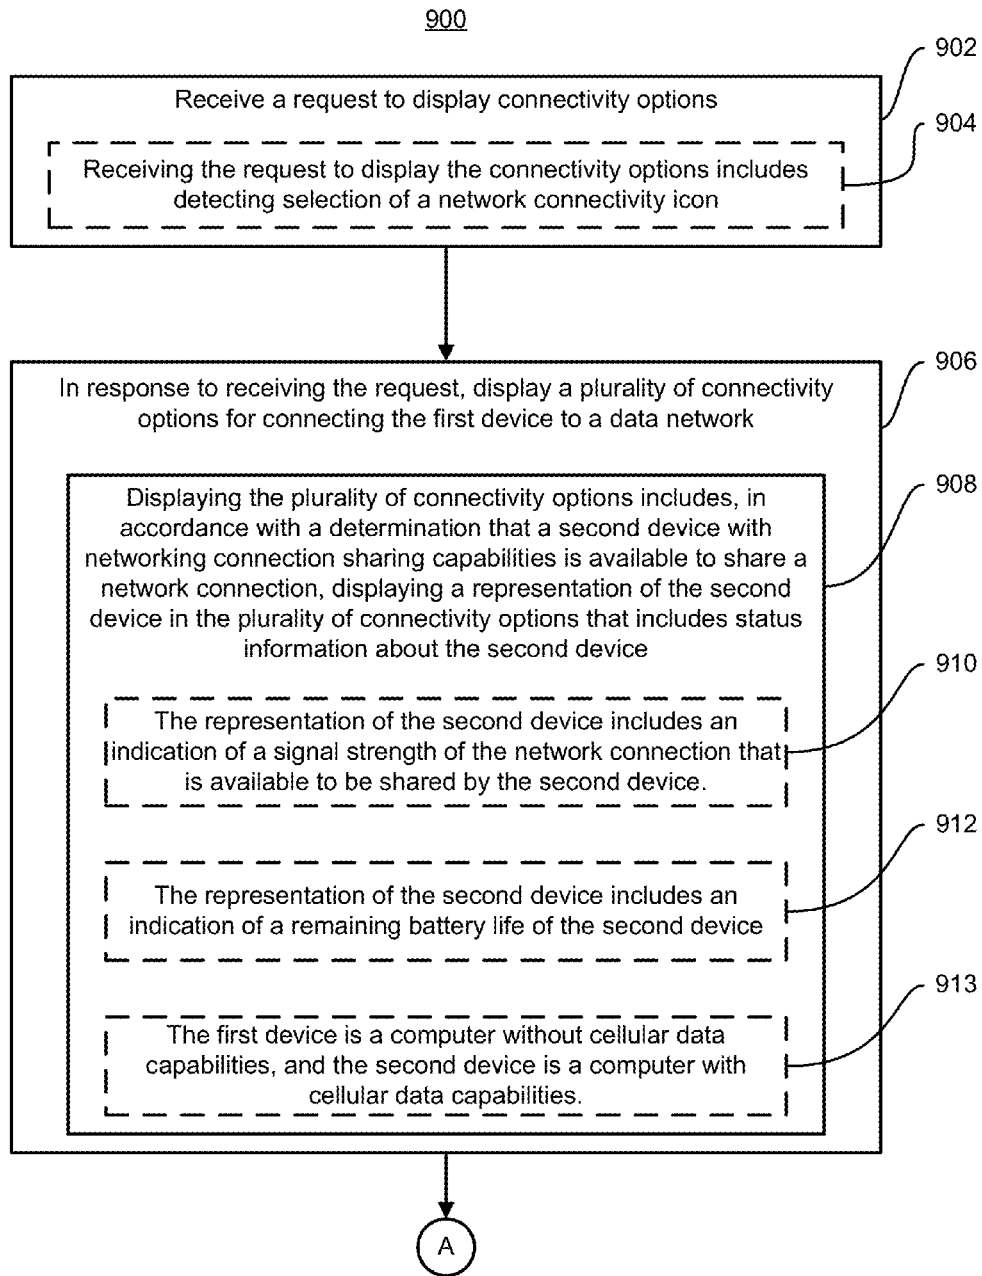 900
902
Receive a request to display connectivity options
904
Receiving the request to display the connectivity options includes
detecting selection of a network connectivity icon
906
In response to receiving the request, display a plurality of connectivity
options for connecting the first device to a data network
908
Displaying the plurality of connectivity options includes, in
accordance with a determination that a second device with
networking connection sharing capabilities is available to share a
network connection, displaying a representation of the second
device in the plurality of connectivity options that includes status
information about the second device
910
The representation of the second device includes an
indication of a signal strength of the network connection that
is available to be shared by the second device.
912
The representation of the second device includes an
indication of a remaining battery life of the second device
913
The first device is a computer without cellular data
capabilities, and the second device is a computer with
cellular data capabilities.
A